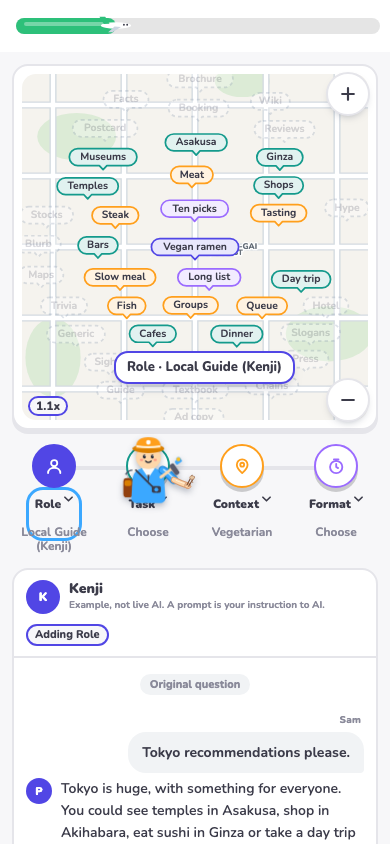 Brochure
Facts
Booking
Wiki
Postcard
Reviews
Asakusa
Museums
Ginza
Meat
Temples
Shops
Ten picks
Stocks
Steak
Tasting
Hype
Blurb
Bars
Vegan ramen
GAI
Maps
Slow meal
Long list
Day trip
Trivia
Fish
Groups
Queue
Hotel
Generic
Cafes
Dinner
Slogans
Role · Local Guide (Kenji)
Press
Guide
Textbook
Chains
1.1x
Ad copy
Role
Task
Context
Format
Local Guide
(Kenji)
Choose
Vegetarian
Choose
K
Kenji
Example, not live AI. A prompt is your instruction to AI.
Adding Role
Original question
Sam
Tokyo recommendations please.
P
Tokyo is huge, with something for everyone.
You could see temples in Asakusa, shop in
Akihabara, eat sushi in Ginza or take a day trip